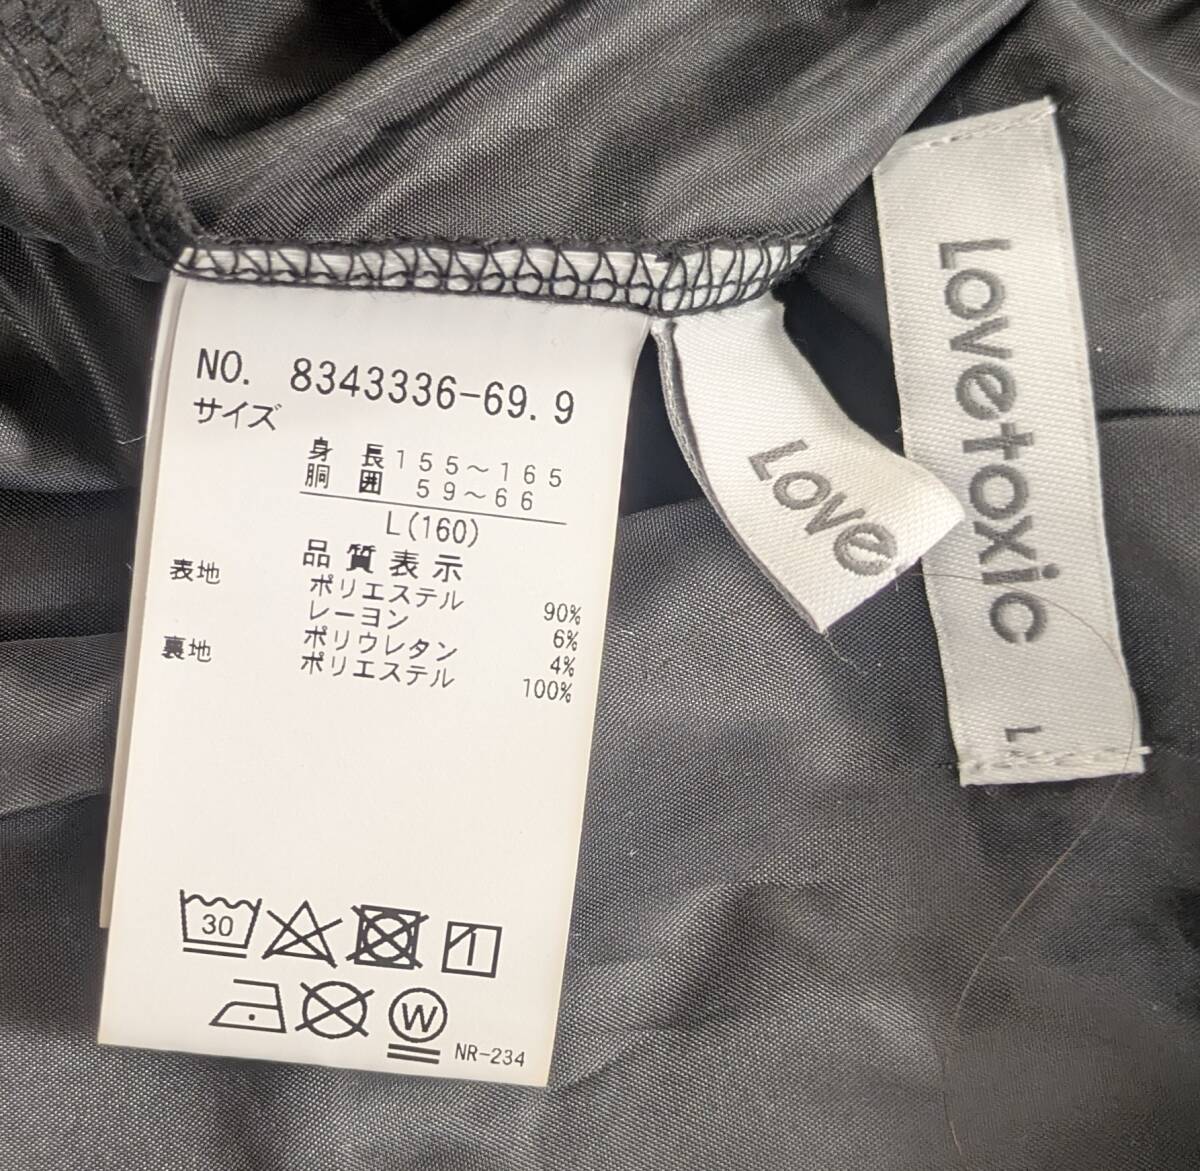 NO. 8343336-69.9
サイズ
身長 155~165
胴囲 59~66
L(160)
品質表示
表地 ポリエステル 90%
レーヨン 6%
ポリウレタン 4%
裏地 ポリエステル 100%
30
W
NR-234
Love
Lovetoxic
L